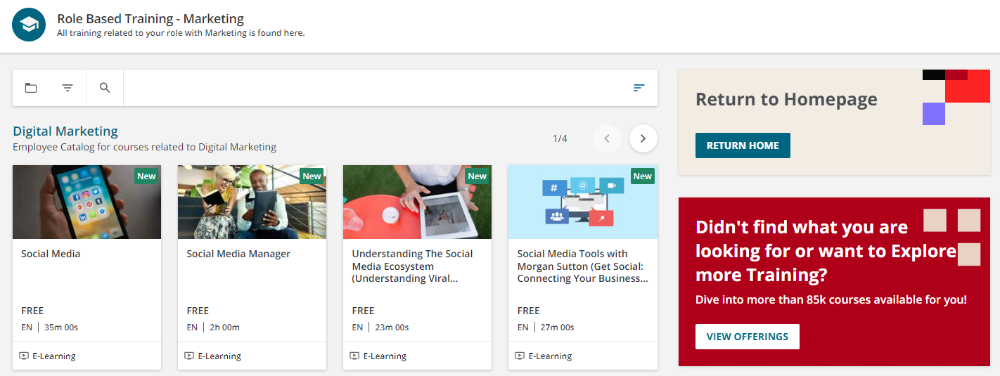 Role Based Training - Marketing
All training related to your role with Marketing is found here.
Digital Marketing
Employee Catalog for courses related to Digital Marketing
1/4
New
Social Media
FREE
EN | 35m 00s
E-Learning
New
Social Media Manager
FREE
EN | 2h 00m
E-Learning
New
Understanding The Social
Media Ecosystem
(Understanding Viral...
FREE
EN | 23m 00s
E-Learning
New
#
@
Social Media Tools with
Morgan Sutton (Get Social:
Connecting Your Business...
FREE
EN | 27m 00s
E-Learning
Return to Homepage
RETURN HOME
Didn't find what you are
looking for or want to Explore
more Training?
Dive into more than 85k courses available for you!
VIEW OFFERINGS